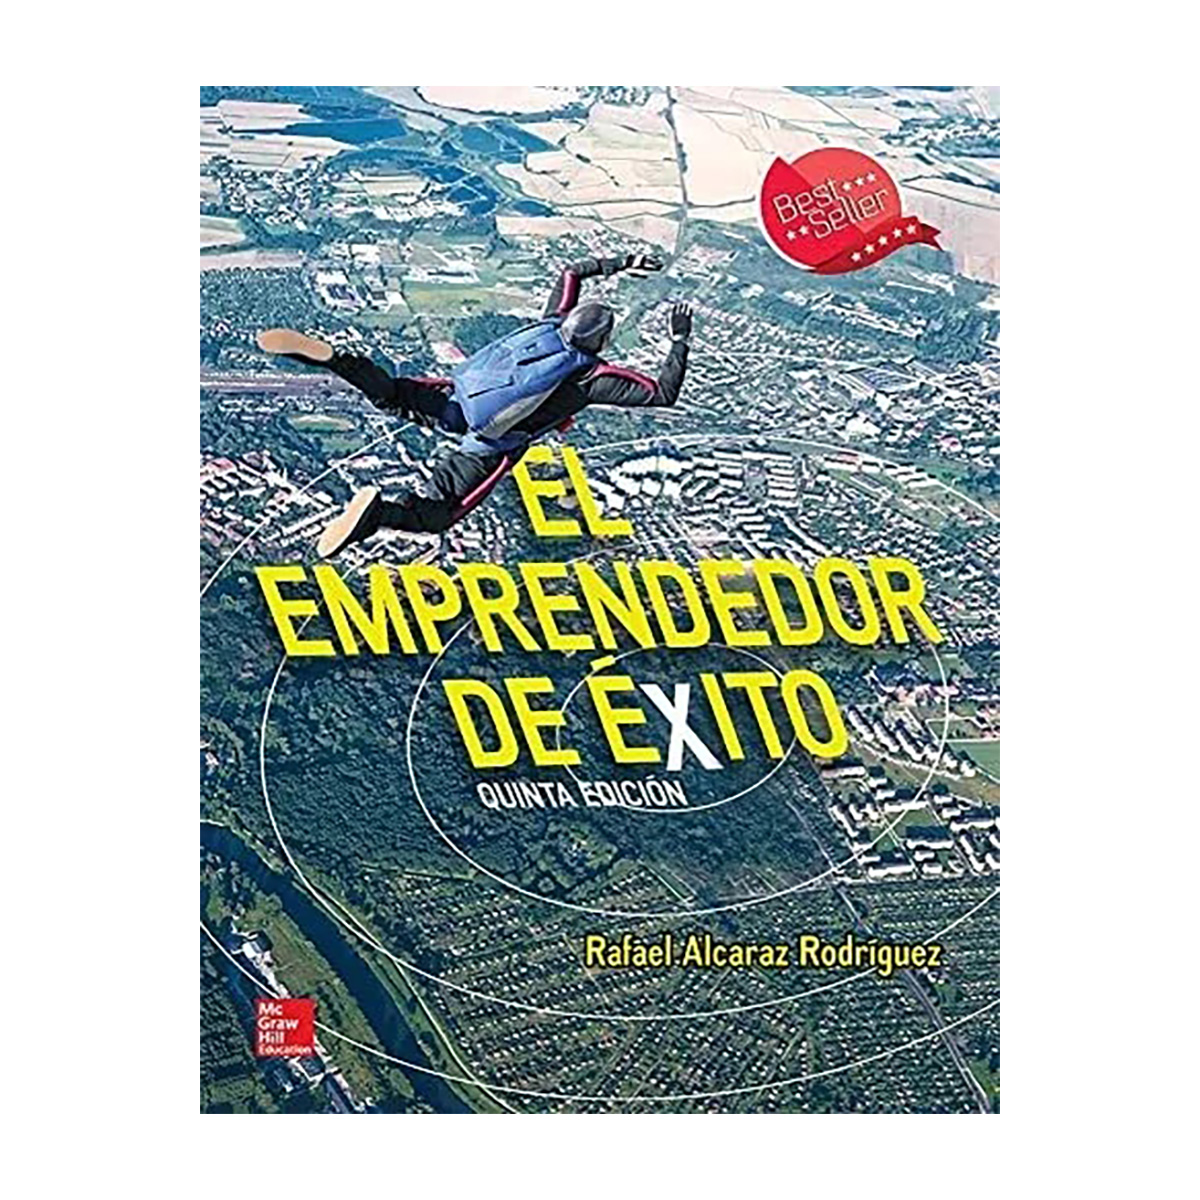 Best
Seller
EL
EMPRENDEDOR
DE ÉXITO
QUINTA EDICIÓN
Rafael Alcaraz Rodríguez
Mc
Graw
Hill
Education